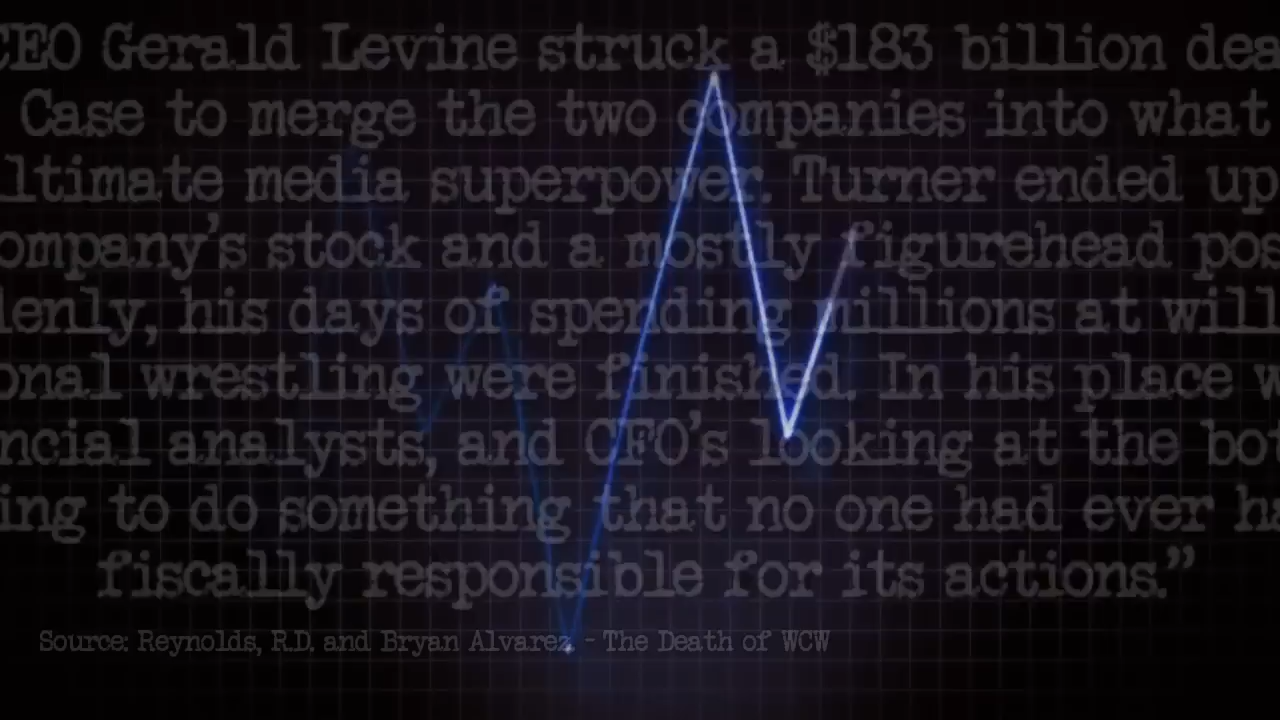 CEO Gerald Levine struck a $183 billion dea
Case to merge the two companies into what
ltimate media superpower. Turner ended up
ompany's stock and a mostly figurehead pos
lenly, his days of spending millions at will
onal wrestling were finished. In his place w
ncial analysts, and CFO's looking at the bot
ing to do something that no one had ever ha
fiscally responsible for its actions.”
Source: Reynolds, R.D. and Bryan Alvarez - The Death of WCW